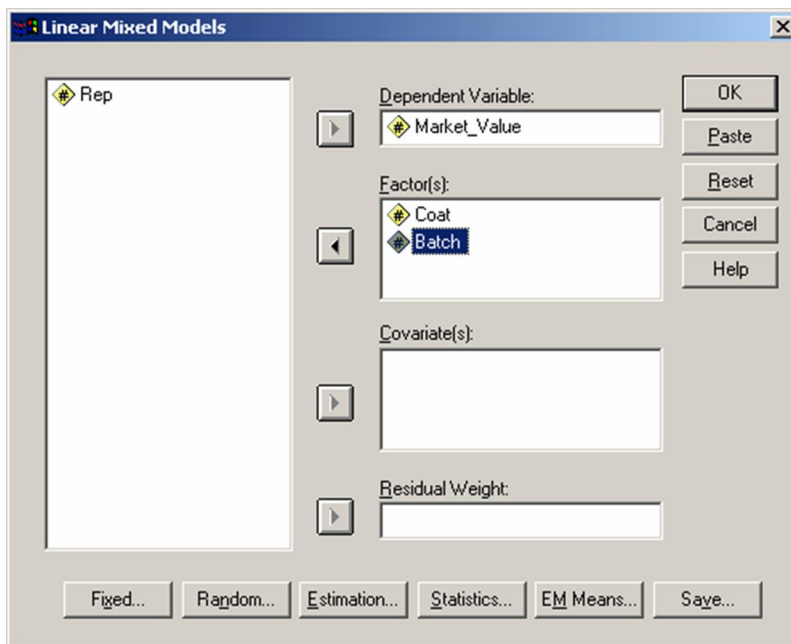 Linear Mixed Models
# Rep
Dependent Variable:
# Market_Value
Factor(s):
# Coat
# Batch
Covariate(s):
Residual Weight:
OK
Paste
Reset
Cancel
Help
Fixed... Random... Estimation... Statistics... EM Means... Save...